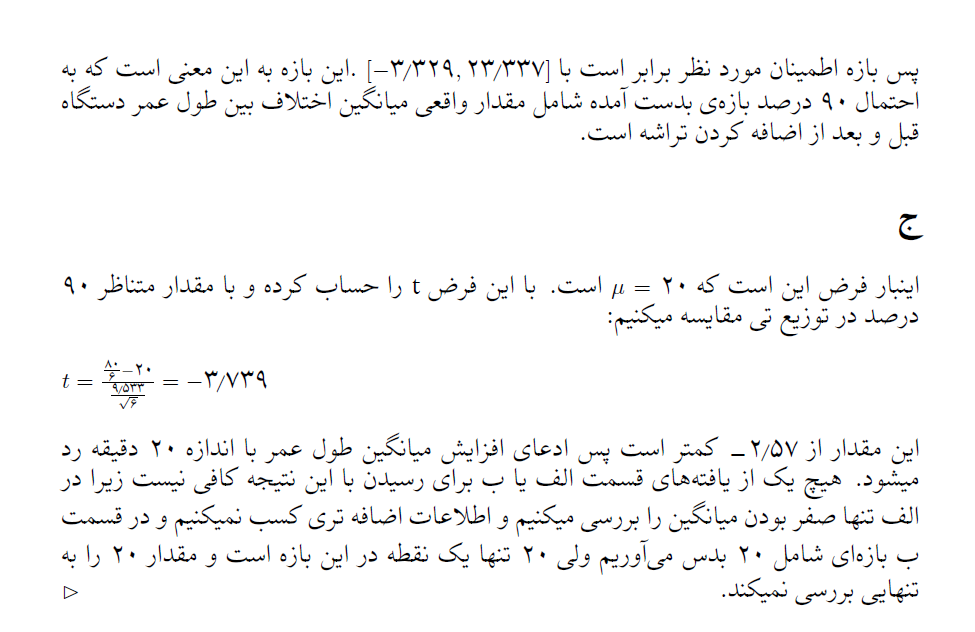 پس بازه اطمینان مورد نظر برابر است با [−۳/۳۲۹, ۲۳/۳۳۷] .این بازه به این معنی است که به
احتمال ۹۰ درصد بازه‌ی بدست آمده شامل مقدار واقعی میانگین اختلاف بین طول عمر دستگاه
قبل و بعد از اضافه کردن تراشه است.
ج
اینبار فرض این است که μ = ۲۰ است. با این فرض t را حساب کرده و با مقدار متناظر ۹۰
درصد در توزیع تی مقایسه میکنیم:
t = (۸۰/۶ − ۲۰) / (۹/۵۳۳ / √۶) = −۳/۷۳۹
این مقدار از ۲/۵۷− کمتر است پس ادعای افزایش میانگین طول عمر با اندازه ۲۰ دقیقه رد
میشود. هیچ یک از یافته‌های قسمت الف یا ب برای رسیدن با این نتیجه کافی نیست زیرا در
الف تنها صفر بودن میانگین را بررسی میکنیم و اطلاعات اضافه تری کسب نمیکنیم و در قسمت
ب بازه‌ای شامل ۲۰ بدس می‌آوریم ولی ۲۰ تنها یک نقطه در این بازه است و مقدار ۲۰ را به
تنهایی بررسی نمیکند. ▷